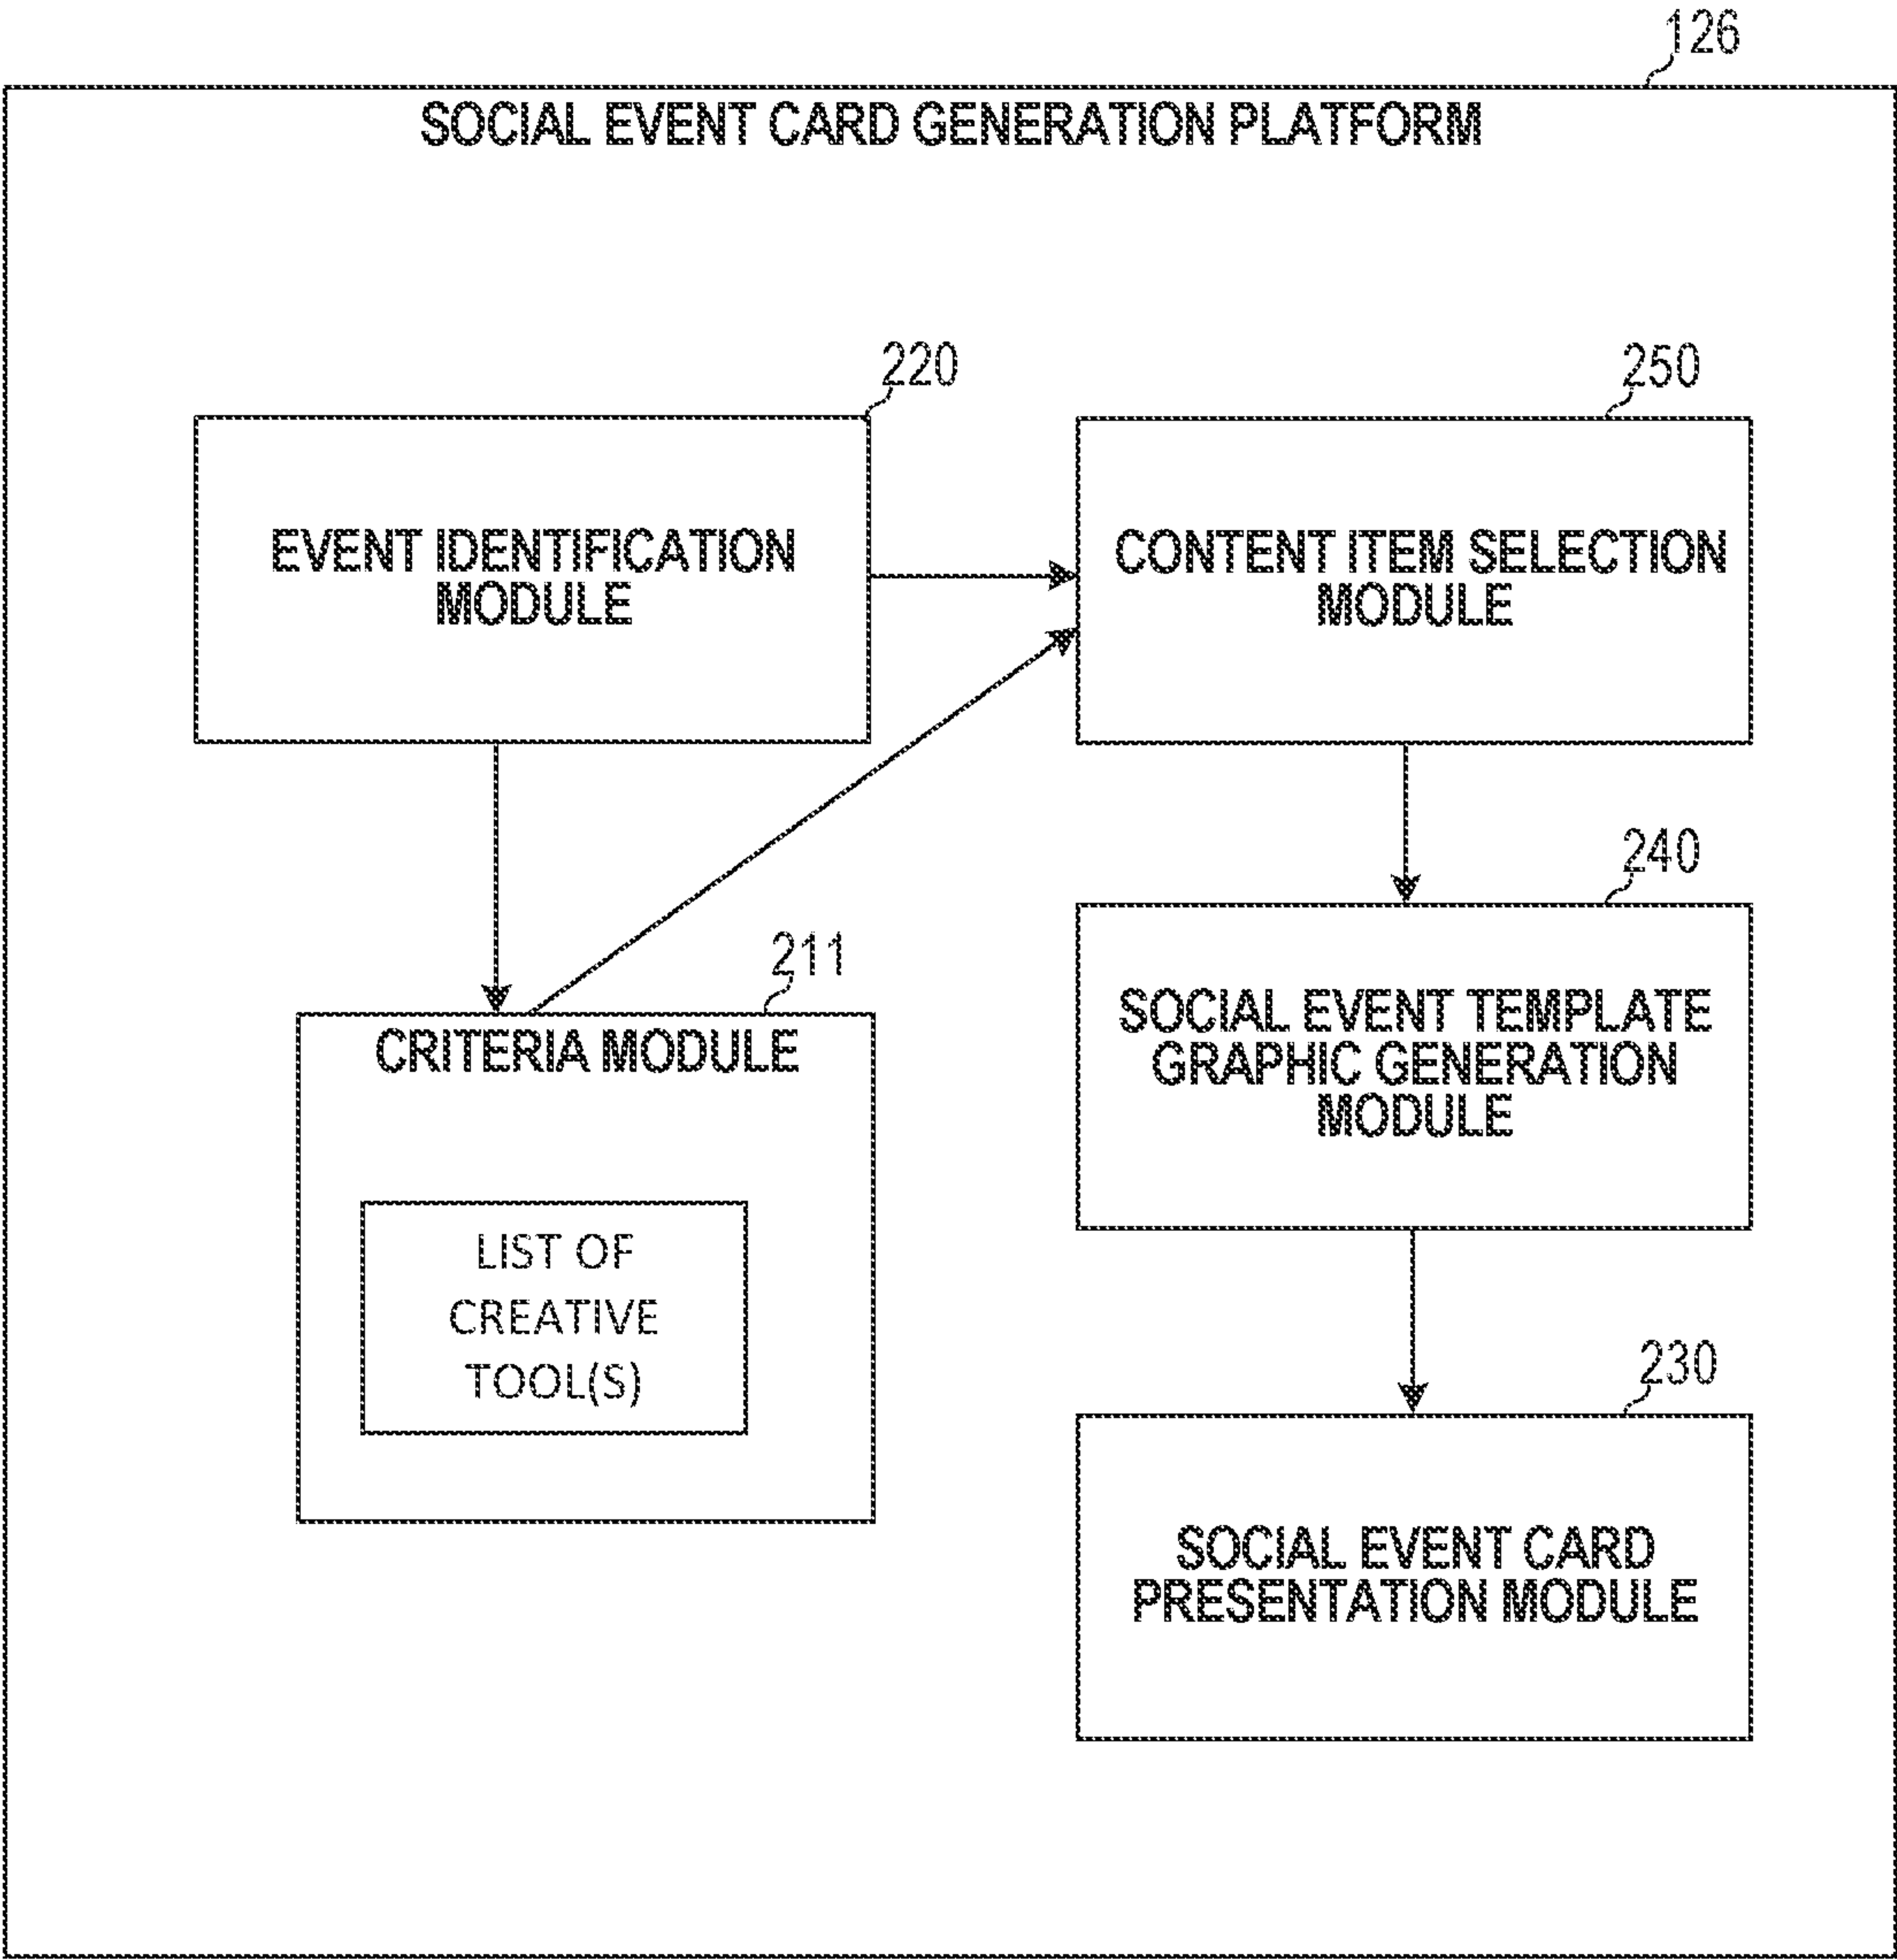 126
SOCIAL EVENT CARD GENERATION PLATFORM
220
EVENT IDENTIFICATION
MODULE
250
CONTENT ITEM SELECTION
MODULE
211
CRITERIA MODULE
LIST OF
CREATIVE
TOOL(S)
240
SOCIAL EVENT TEMPLATE
GRAPHIC GENERATION
MODULE
230
SOCIAL EVENT CARD
PRESENTATION MODULE